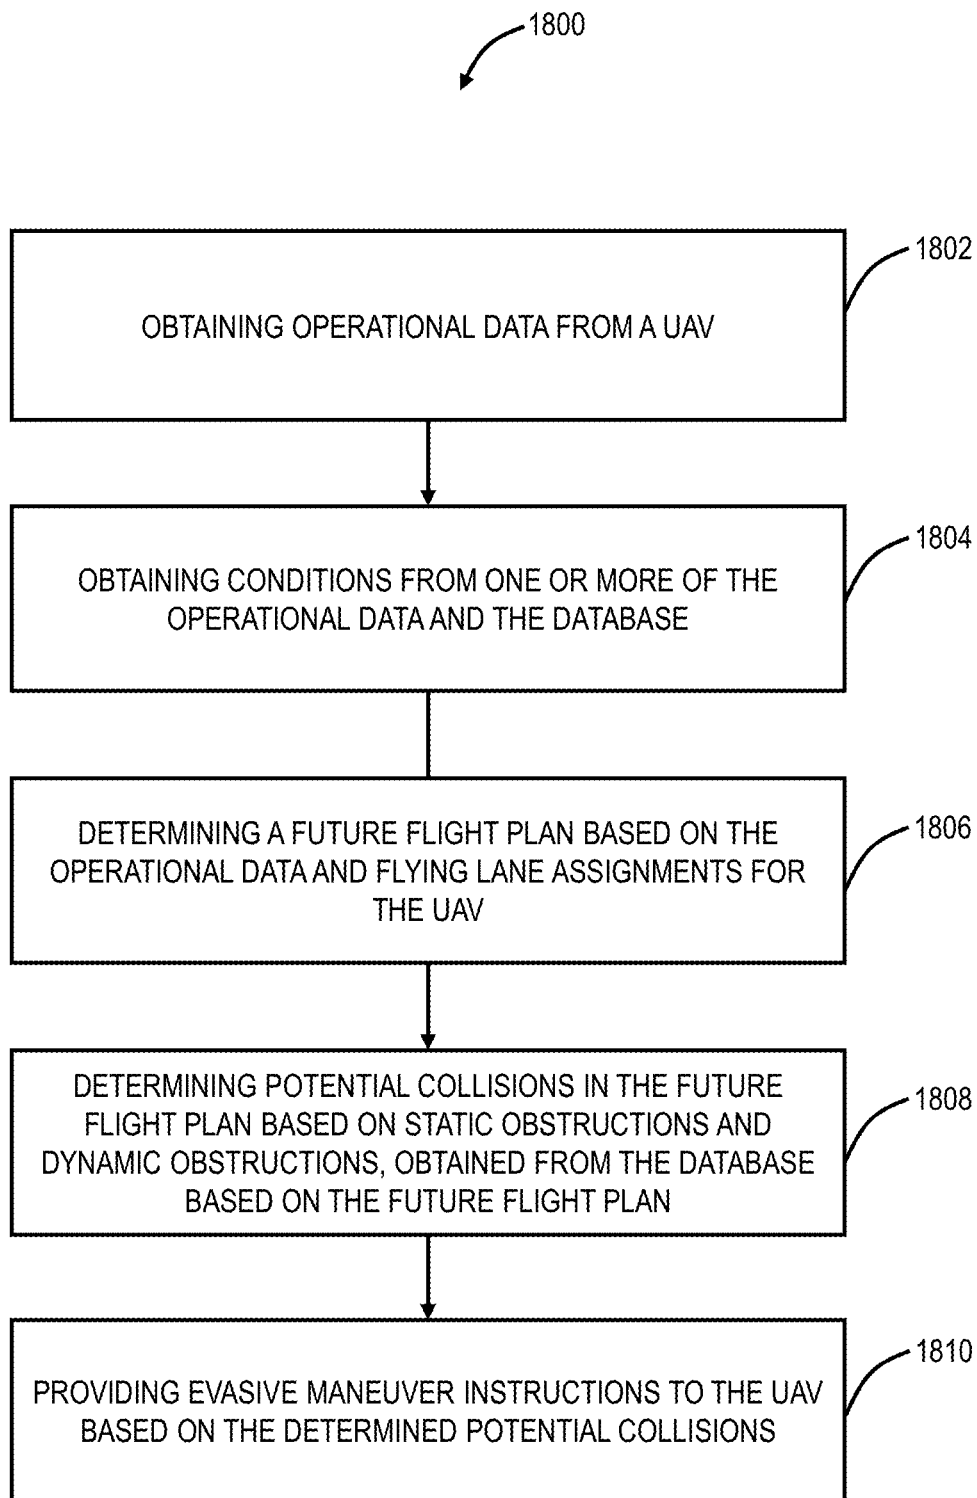 1800
1802
OBTAINING OPERATIONAL DATA FROM A UAV
1804
OBTAINING CONDITIONS FROM ONE OR MORE OF THE
OPERATIONAL DATA AND THE DATABASE
1806
DETERMINING A FUTURE FLIGHT PLAN BASED ON THE
OPERATIONAL DATA AND FLYING LANE ASSIGNMENTS FOR
THE UAV
1808
DETERMINING POTENTIAL COLLISIONS IN THE FUTURE
FLIGHT PLAN BASED ON STATIC OBSTRUCTIONS AND
DYNAMIC OBSTRUCTIONS, OBTAINED FROM THE DATABASE
BASED ON THE FUTURE FLIGHT PLAN
1810
PROVIDING EVASIVE MANEUVER INSTRUCTIONS TO THE UAV
BASED ON THE DETERMINED POTENTIAL COLLISIONS